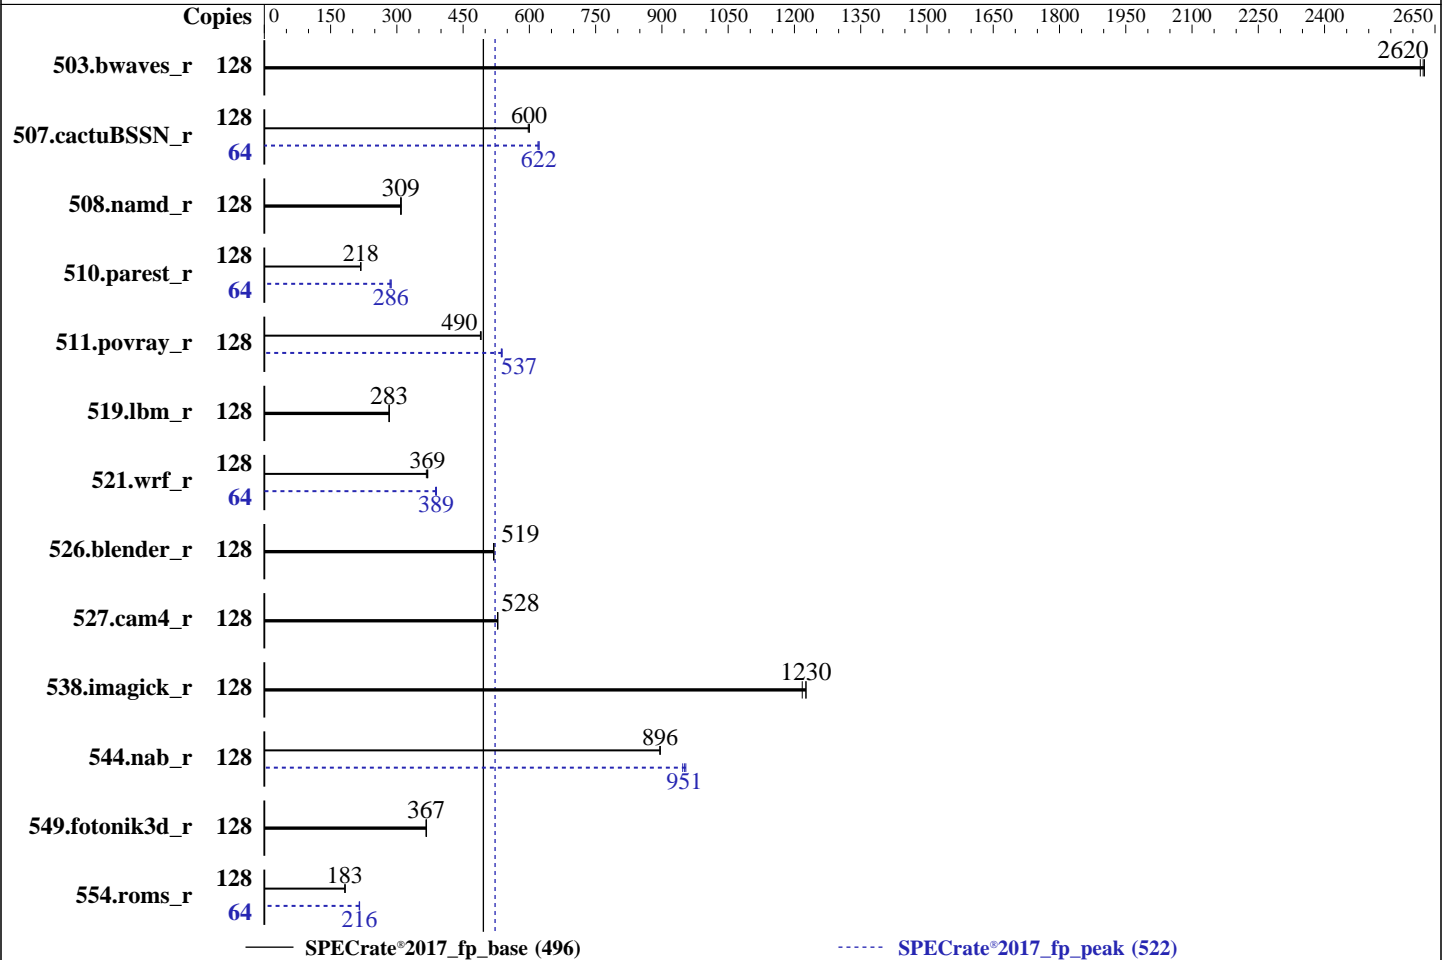 Copies 0 150 300 450 600 750 900 1050 1200 1350 1500 1650 1800 1950 2100 2250 2400 2650
503.bwaves_r 128 2620
507.cactuBSSN_r 128 600
64 622
508.namd_r 128 309
510.parest_r 128 218
64 286
511.povray_r 128 490
537
519.lbm_r 128 283
521.wrf_r 128 369
64 389
526.blender_r 128 519
527.cam4_r 128 528
538.imagick_r 128 1230
544.nab_r 128 896
951
549.fotonik3d_r 128 367
554.roms_r 128 183
64 216
SPECrate®2017_fp_base (496) SPECrate®2017_fp_peak (522)